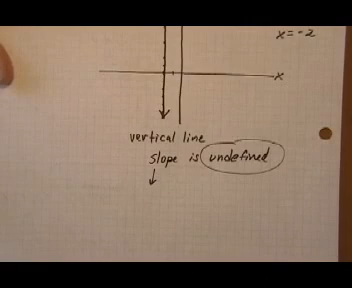 x = -2
x
vertical line
slope is undefined